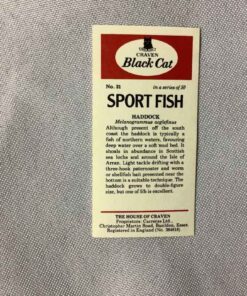 CRAVEN
Black Cat
No. 31 in a series of 50
SPORT FISH
HADDOCK
Melanogrammus aeglefinus
Although present off the south
coast the haddock is typically a
fish of northern waters, favouring
deep water over a soft mud bed. It
shoals in abundance in Scottish
sea lochs and around the Isle of
Arran. Light tackle drifted with a
three-hook paternoster and worm
or shellfish bait presented near the
bottom is a suitable technique. The
haddock grows to double-figure
size, but one of 5lb is excellent.
THE HOUSE OF CRAVEN
Proprietors: Carreras Ltd.,
Christopher Martin Road, Basildon, Essex
Registered in England (No.